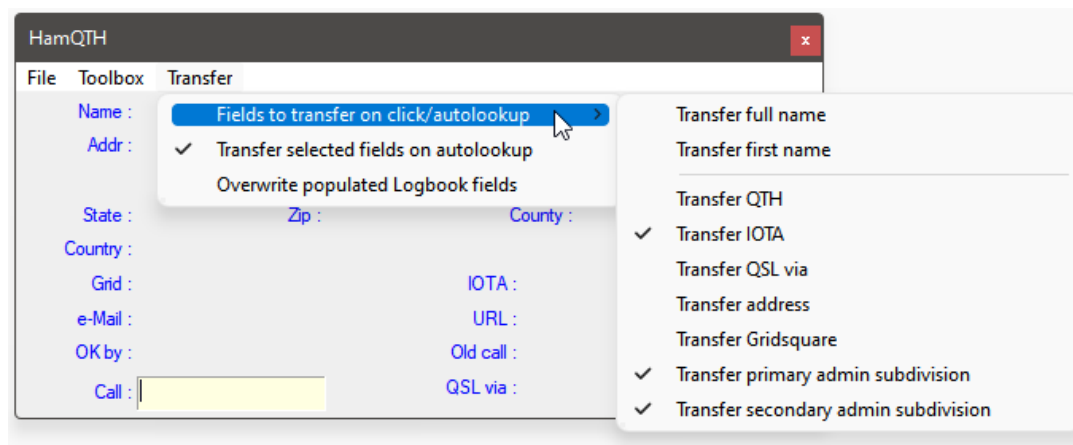 HamQTH
x
File Toolbox Transfer
Name :
Fields to transfer on click/autolookup
Transfer full name
Addr :
Transfer selected fields on autolookup
Transfer first name
Overwrite populated Logbook fields
Transfer QTH
State :
Zip :
County :
Transfer IOTA
Country :
Transfer QSL via
Grid :
IOTA :
Transfer address
e-Mail :
URL :
Transfer Gridsquare
OK by :
Old call :
Transfer primary admin subdivision
Call :
QSL via :
Transfer secondary admin subdivision